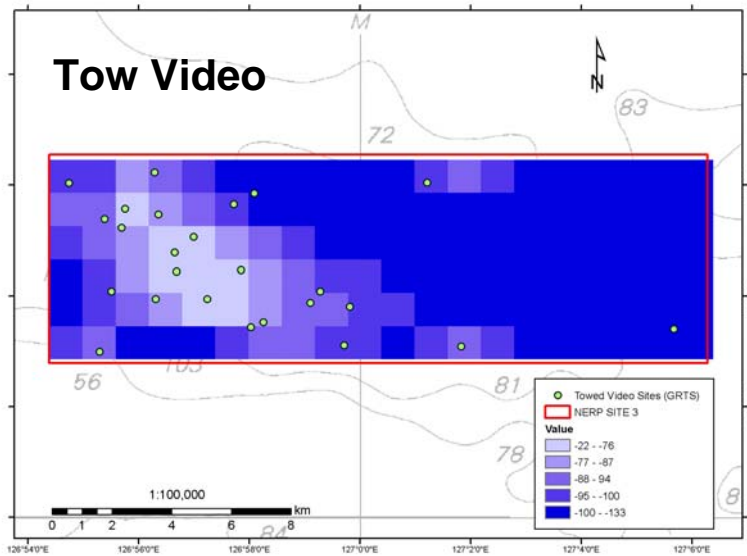 M
Tow Video
N
83
72
103
56
81
78
84
8
Towed Video Sites (GRTS)
NERP SITE 3
Value
-22 - -76
-77 - -87
-88 - 94
-95 - -100
-100 - -133
1:100,000
0 1 2 4 6 8 km
126°54'0"E 126°56'0"E 126°58'0"E 127°0'0"E 127°2'0"E 127°4'0"E 127°6'0"E